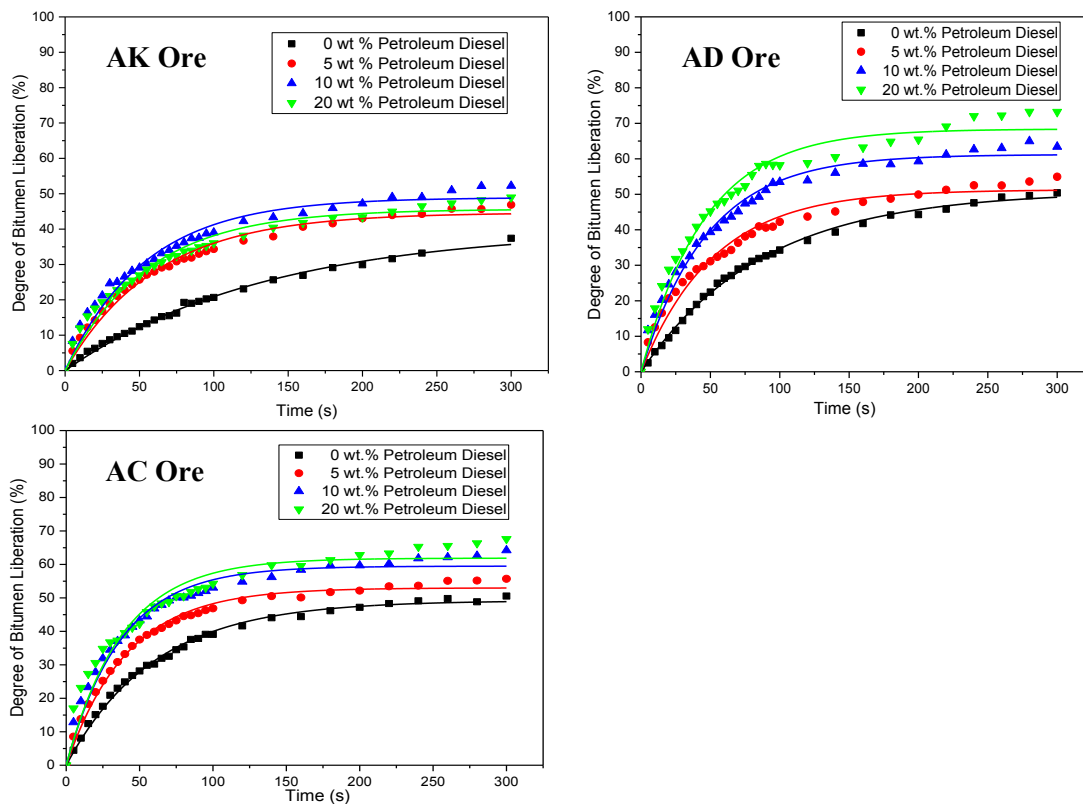 AK Ore
0 wt % Petroleum Diesel
5 wt % Petroleum Diesel
10 wt % Petroleum Diesel
20 wt % Petroleum Diesel
Degree of Bitumen Liberation (%)
100
90
80
70
60
50
40
30
20
10
0
0 50 100 150 200 250 300
Time (s)
AD Ore
0 wt.% Petroleum Diesel
5 wt.% Petroleum Diesel
10 wt.% Petroleum Diesel
20 wt.% Petroleum Diesel
Degree of Bitumen Liberation (%)
100
90
80
70
60
50
40
30
20
10
0
0 50 100 150 200 250 300
Time (s)
AC Ore
0 wt.% Petroleum Diesel
5 wt.% Petroleum Diesel
10 wt.% Petroleum Diesel
20 wt.% Petroleum Diesel
Degree of Bitumen Liberation (%)
100
90
80
70
60
50
40
30
20
10
0
0 50 100 150 200 250 300
Time (s)